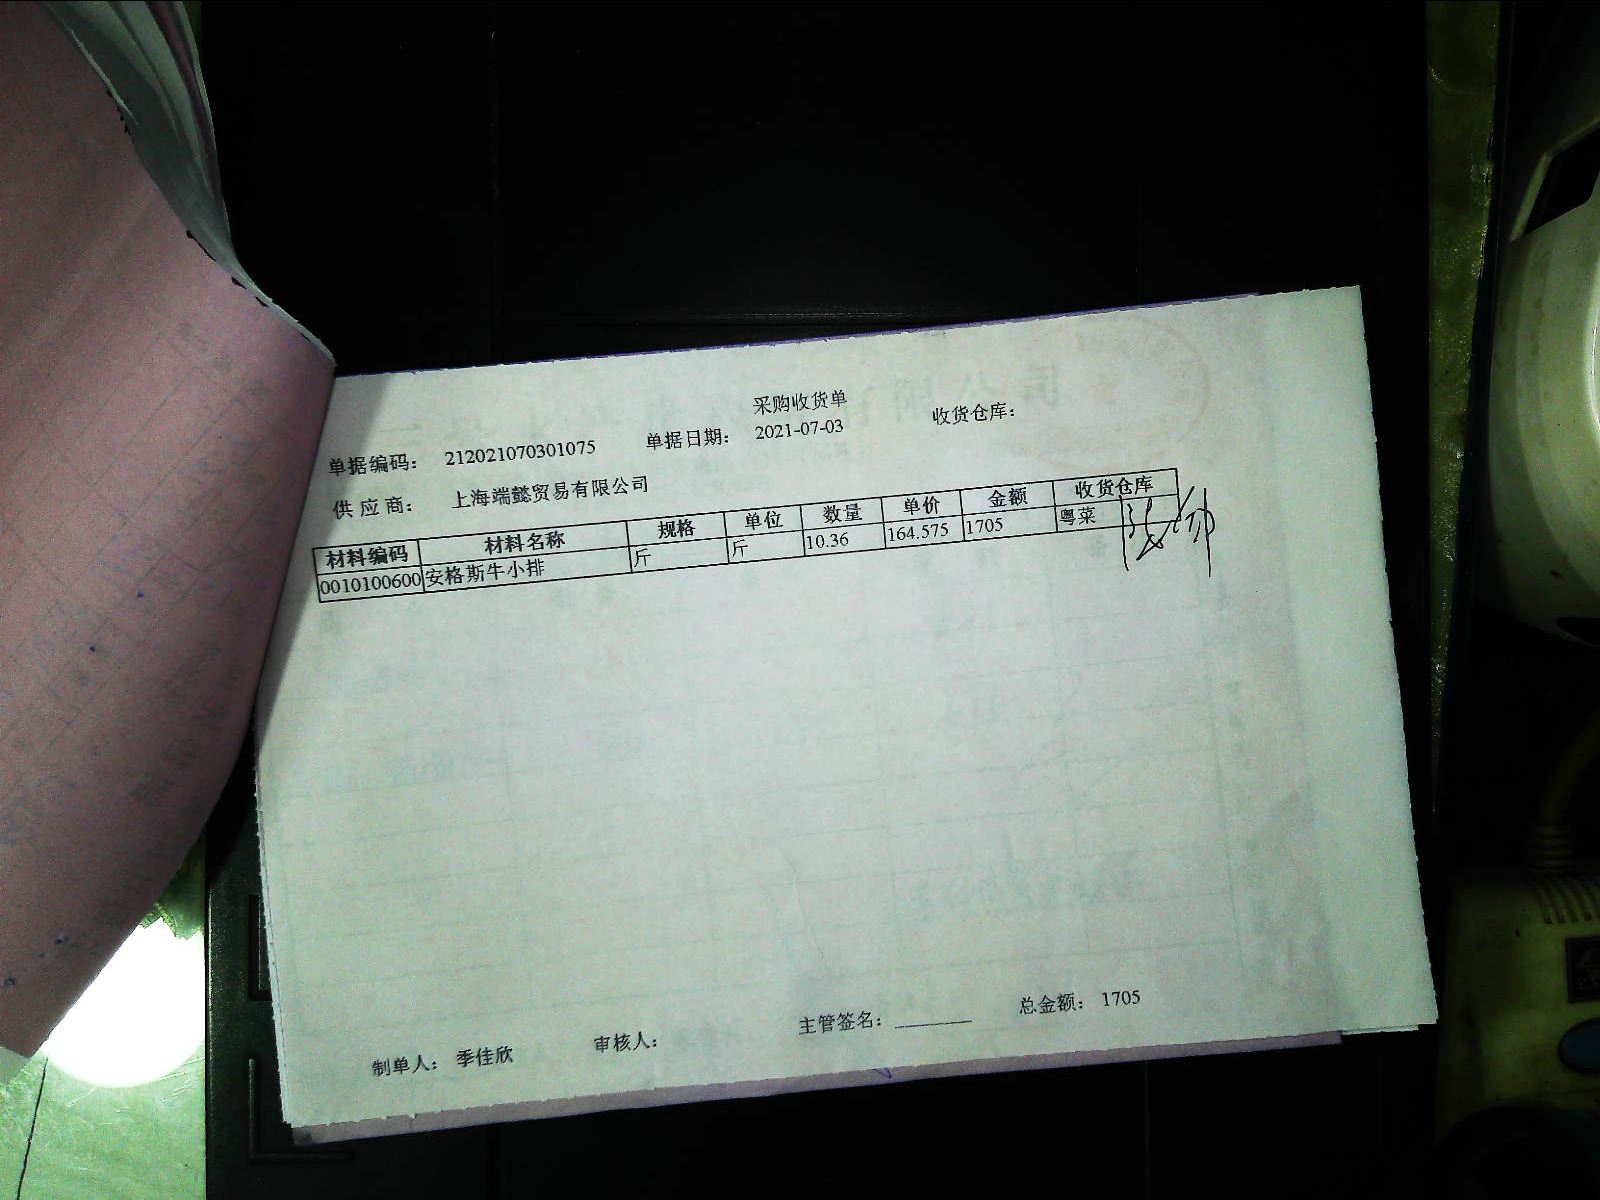 采购收货单
单据编码： 212021070301075 单据日期： 2021-07-03 收货仓库：
供 应 商： 上海端懿贸易有限公司
材料编码 材料名称 规格 单位 数量 单价 金额 收货仓库
0010100600 安格斯牛小排 斤 斤 10.36 164.575 1705 粤菜
制单人： 季佳欣 审核人： 主管签名： ________ 总金额： 1705